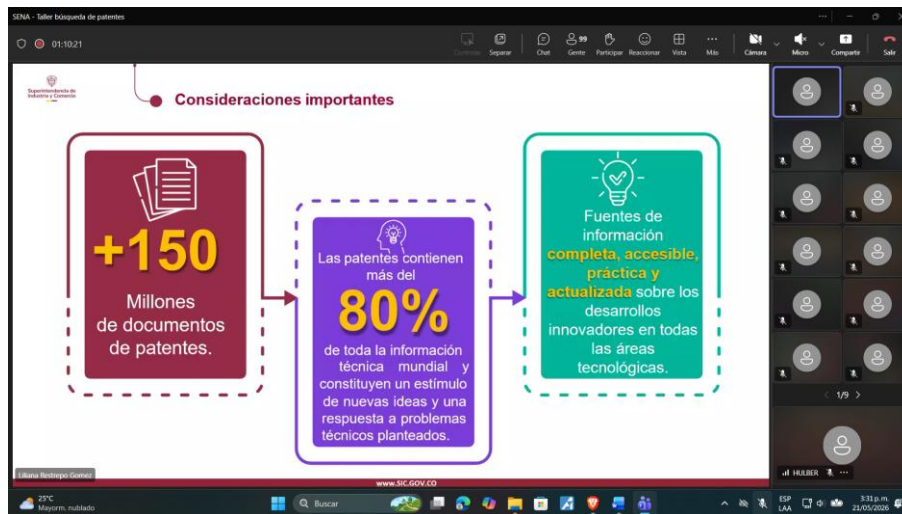 SENA - Taller búsqueda de patentes
01:10:21
Separar
Chat
Gente
99
Participar
Reaccionar
Vista
Más
Cámara
Micro
Compartir
Salir
Superintendencia de
Industria y Comercio
Consideraciones importantes
+150
Millones
de documentos
de patentes.
Las patentes contienen
más del
80%
de toda la información
técnica mundial y
constituyen un estímulo
de nuevas ideas y una
respuesta a problemas
técnicos planteados.
Fuentes de
información
completa, accesible,
práctica y
actualizada sobre los
desarrollos
innovadores en todas
las áreas
tecnológicas.
1/9
HULBER
Liliana Restrepo Gomez
www.SIC.GOV.CO
25°C
Mayorm. nublado
Buscar
ESP
LAA
3:31 p.m.
21/05/2026